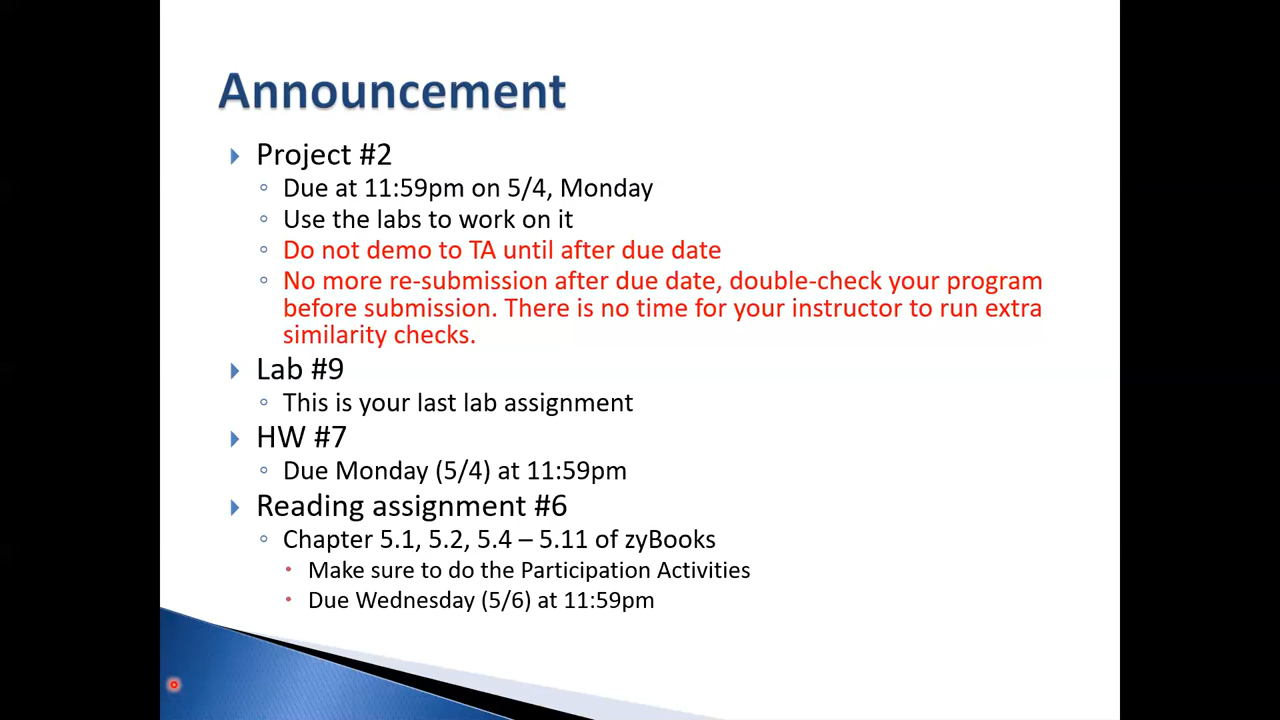 Announcement
Project #2
Due at 11:59pm on 5/4, Monday
Use the labs to work on it
Do not demo to TA until after due date
No more re-submission after due date, double-check your program
before submission. There is no time for your instructor to run extra
similarity checks.
Lab #9
This is your last lab assignment
HW #7
Due Monday (5/4) at 11:59pm
Reading assignment #6
Chapter 5.1, 5.2, 5.4 – 5.11 of zyBooks
Make sure to do the Participation Activities
Due Wednesday (5/6) at 11:59pm